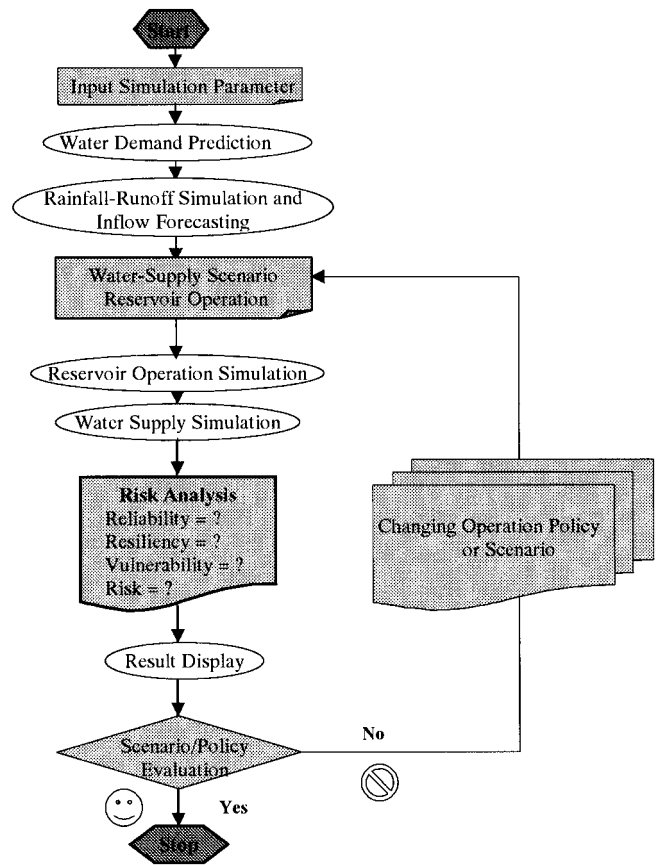 Start
Input Simulation Parameter
Water Demand Prediction
Rainfall-Runoff Simulation and
Inflow Forecasting
Water-Supply Scenario
Reservoir Operation
Reservoir Operation Simulation
Water Supply Simulation
Risk Analysis
Reliability = ?
Resiliency = ?
Vulnerability = ?
Risk = ?
Changing Operation Policy
or Scenario
Result Display
Scenario/Policy
Evaluation
No
Yes
Stop